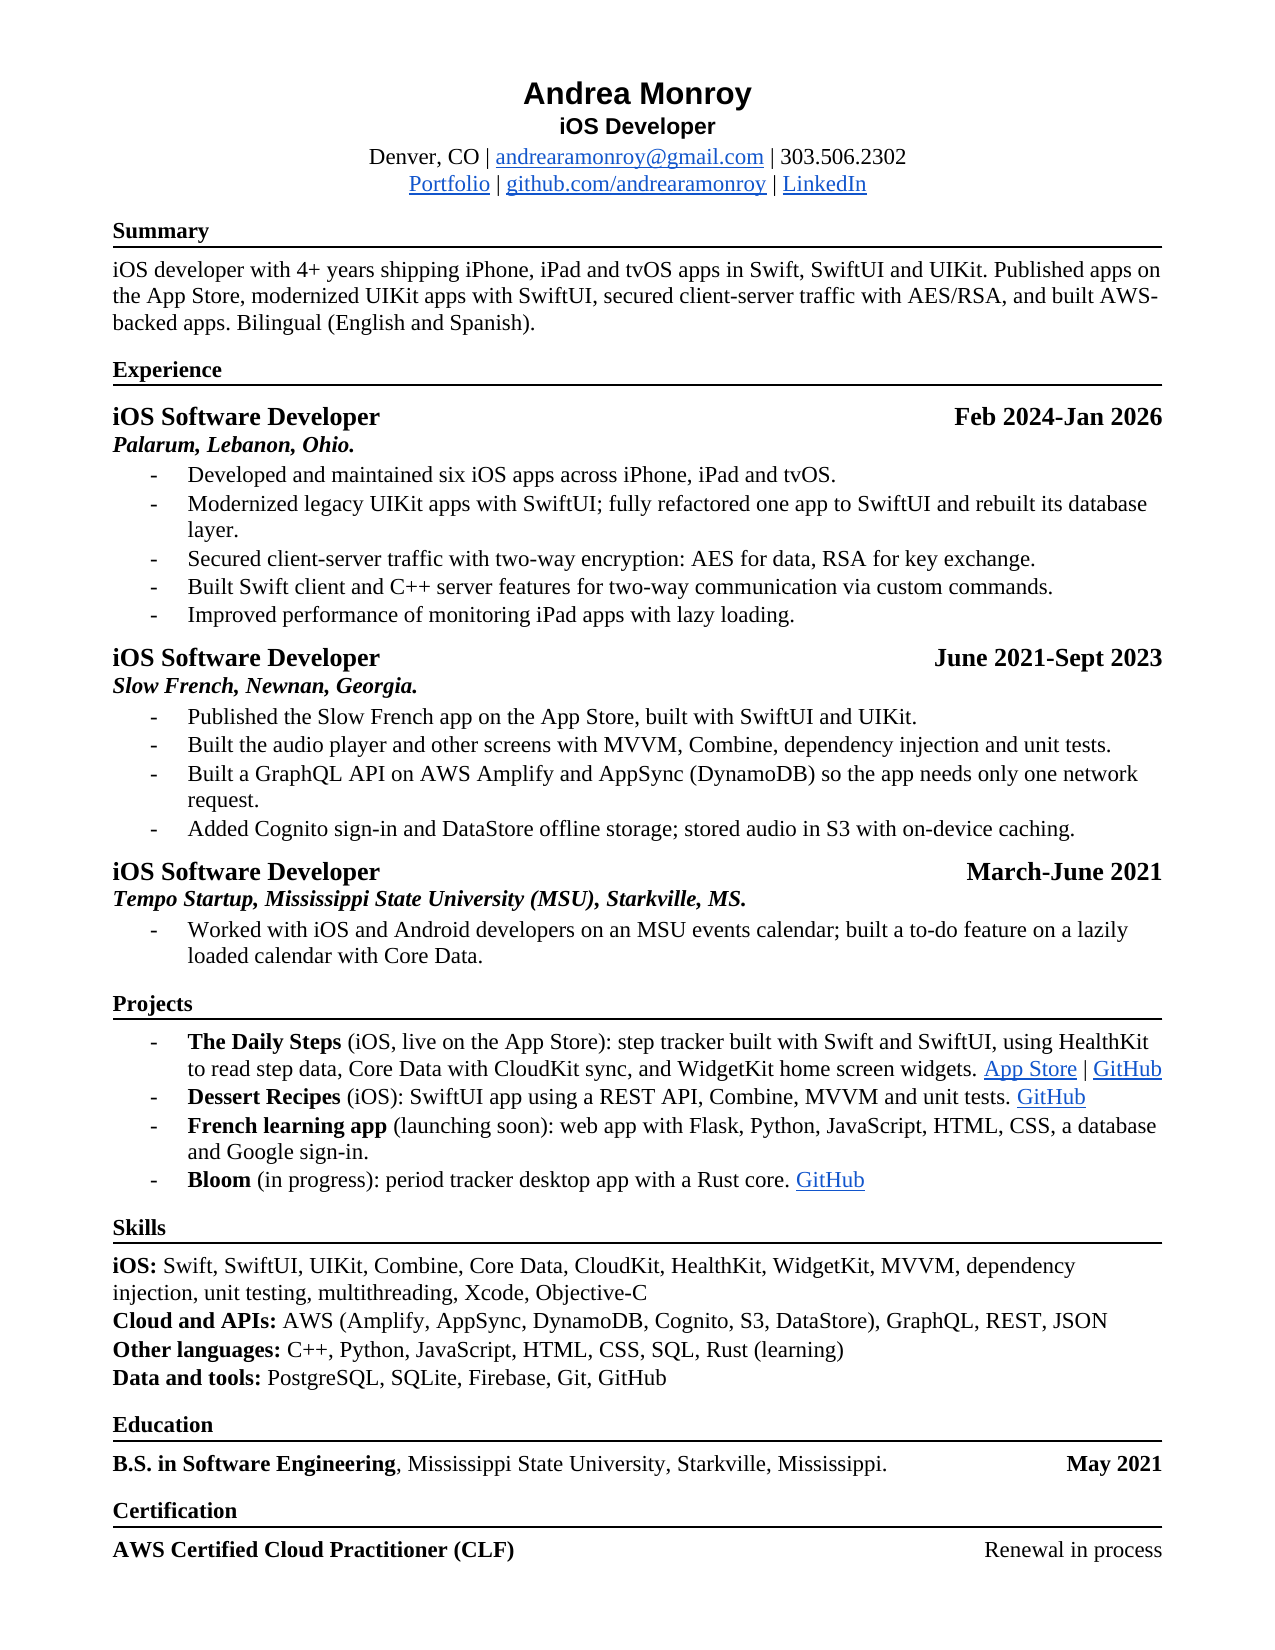 Andrea Monroy
iOS Developer
Denver, CO | andrearamonroy@gmail.com | 303.506.2302
Portfolio | github.com/andrearamonroy | LinkedIn
Summary
iOS developer with 4+ years shipping iPhone, iPad and tvOS apps in Swift, SwiftUI and UIKit. Published apps on
the App Store, modernized UIKit apps with SwiftUI, secured client-server traffic with AES/RSA, and built AWS-
backed apps. Bilingual (English and Spanish).
Experience
iOS Software Developer Feb 2024-Jan 2026
Palarum, Lebanon, Ohio.
- Developed and maintained six iOS apps across iPhone, iPad and tvOS.
- Modernized legacy UIKit apps with SwiftUI; fully refactored one app to SwiftUI and rebuilt its database
layer.
- Secured client-server traffic with two-way encryption: AES for data, RSA for key exchange.
- Built Swift client and C++ server features for two-way communication via custom commands.
- Improved performance of monitoring iPad apps with lazy loading.
iOS Software Developer June 2021-Sept 2023
Slow French, Newnan, Georgia.
- Published the Slow French app on the App Store, built with SwiftUI and UIKit.
- Built the audio player and other screens with MVVM, Combine, dependency injection and unit tests.
- Built a GraphQL API on AWS Amplify and AppSync (DynamoDB) so the app needs only one network
request.
- Added Cognito sign-in and DataStore offline storage; stored audio in S3 with on-device caching.
iOS Software Developer March-June 2021
Tempo Startup, Mississippi State University (MSU), Starkville, MS.
- Worked with iOS and Android developers on an MSU events calendar; built a to-do feature on a lazily
loaded calendar with Core Data.
Projects
- The Daily Steps (iOS, live on the App Store): step tracker built with Swift and SwiftUI, using HealthKit
to read step data, Core Data with CloudKit sync, and WidgetKit home screen widgets. App Store | GitHub
- Dessert Recipes (iOS): SwiftUI app using a REST API, Combine, MVVM and unit tests. GitHub
- French learning app (launching soon): web app with Flask, Python, JavaScript, HTML, CSS, a database
and Google sign-in.
- Bloom (in progress): period tracker desktop app with a Rust core. GitHub
Skills
iOS: Swift, SwiftUI, UIKit, Combine, Core Data, CloudKit, HealthKit, WidgetKit, MVVM, dependency
injection, unit testing, multithreading, Xcode, Objective-C
Cloud and APIs: AWS (Amplify, AppSync, DynamoDB, Cognito, S3, DataStore), GraphQL, REST, JSON
Other languages: C++, Python, JavaScript, HTML, CSS, SQL, Rust (learning)
Data and tools: PostgreSQL, SQLite, Firebase, Git, GitHub
Education
B.S. in Software Engineering, Mississippi State University, Starkville, Mississippi. May 2021
Certification
AWS Certified Cloud Practitioner (CLF) Renewal in process